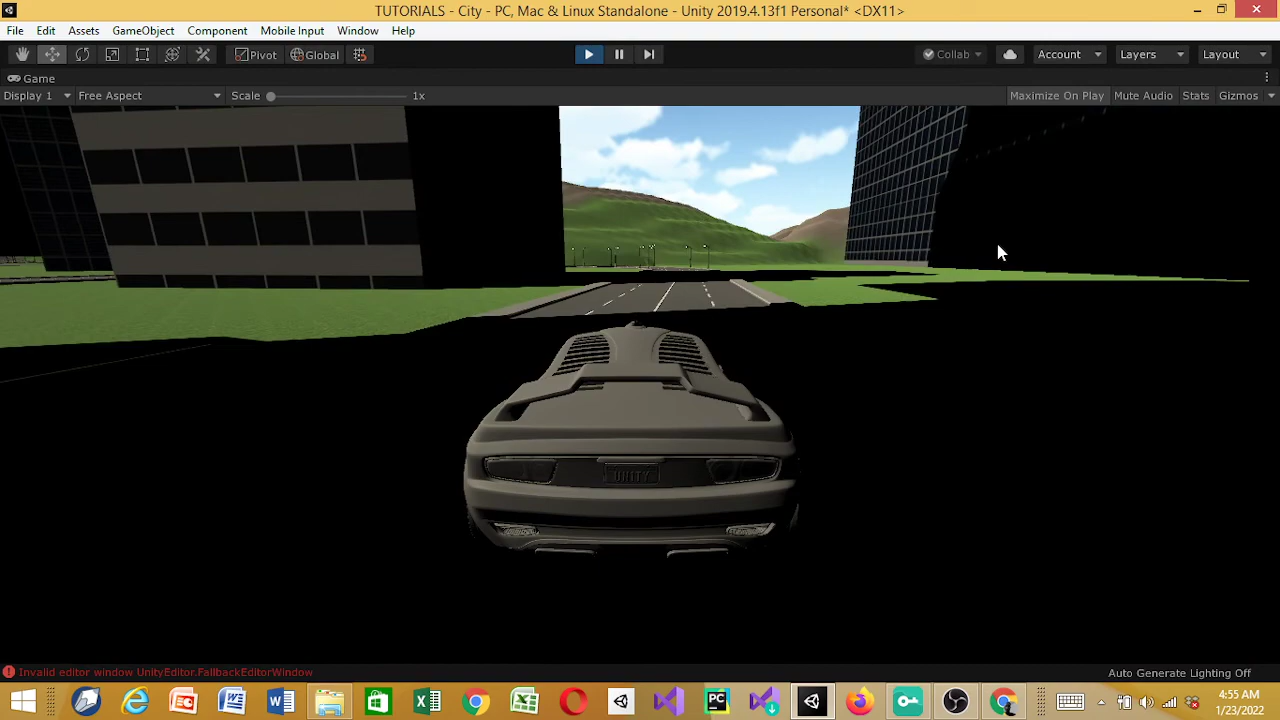 TUTORIALS - City - PC, Mac & Linux Standalone - Unity 2019.4.13f1 Personal* <DX11>
File Edit Assets GameObject Component Mobile Input Window Help
Pivot Global Collab Account Layers Layout
Game
Display 1 Free Aspect Scale 1x Maximize On Play Mute Audio Stats Gizmos
UNITY
Invalid editor window UnityEditor.FallbackEditorWindow Auto Generate Lighting Off
4:55 AM
1/23/2022